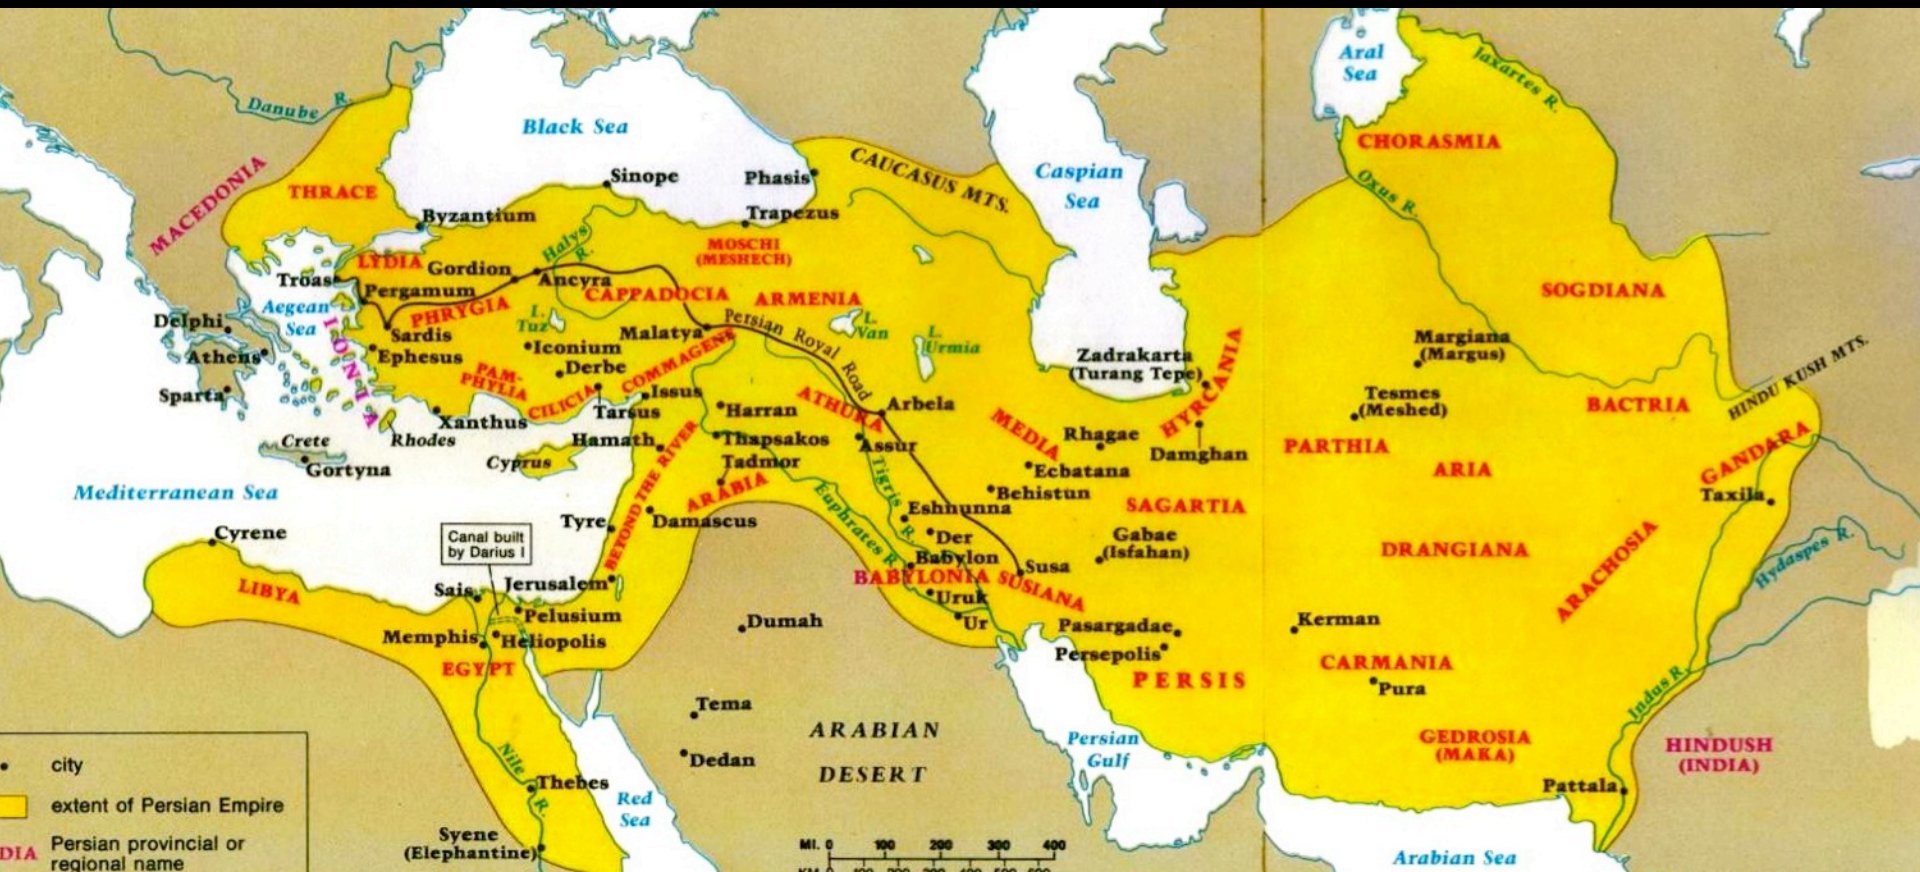 Aral
Sea
Jaxartes R.
Danube R.
Black Sea
CHORASMIA
CAUCASUS MTS.
MACEDONIA
THRACE
Sinope
Phasis
Caspian
Sea
Oxus R.
Byzantium
Trapezus
Halys
R.
MOSCHI
(MESHECH)
LYDIA
Gordion
Troas
Ancyra
Pergamum
CAPPADOCIA
ARMENIA
SOGDIANA
Aegean
Sea
PHRYGIA
L.
Tuz
Persian Royal Road
L.
Van
L.
Urmia
Delphi
IONIA
Sardis
Malatya
Margiana
(Margus)
Athens
Ephesus
Iconium
COMMAGENE
Zadrakarta
(Turang Tepe)
HYRCANIA
HINDU KUSH MTS.
Sparta
PAM-
PHYLIA
Derbe
CILICIA
Issus
Tarsus
Harran
ATHURA
Arbela
MEDIA
Tesmes
(Meshed)
BACTRIA
Xanthus
Rhodes
Crete
Gortyna
Cyprus
Hamath
Thapsakos
Assur
Rhagae
Damghan
PARTHIA
GANDARA
Tadmor
Ecbatana
ARIA
Mediterranean Sea
BEYOND THE RIVER
ARABIA
Euphrates R.
Tigris R.
Behistun
SAGARTIA
Taxila
Cyrene
Tyre
Damascus
Eshnunna
Canal built
by Darius I
Der
Gabae
(Isfahan)
DRANGIANA
ARACHOSIA
Hydaspes R.
Babylon
Susa
LIBYA
Sais
Jerusalem
BABYLONIA
SUSIANA
Uruk
Pelusium
Dumah
Ur
Pasargadae
Kerman
Memphis
Heliopolis
Persepolis
EGYPT
PERSIS
CARMANIA
Pura
Indus R.
Tema
ARABIAN
DESERT
Persian
Gulf
GEDROSIA
(MAKA)
HINDUSH
(INDIA)
Dedan
Nile R.
Thebes
Pattala
Red
Sea
Syene
(Elephantine)
Arabian Sea
city
extent of Persian Empire
DIA
Persian provincial or
regional name
MI. 0 100 200 300 400